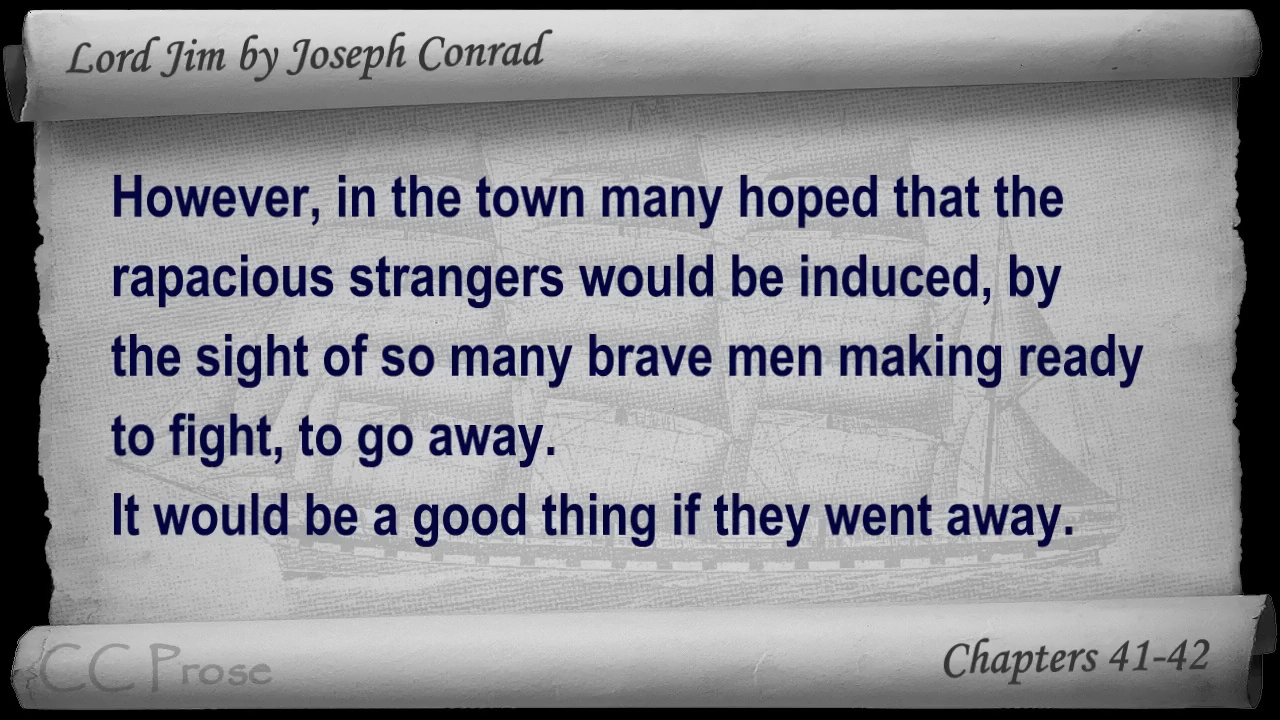 Lord Jim by Joseph Conrad
However, in the town many hoped that the
rapacious strangers would be induced, by
the sight of so many brave men making ready
to fight, to go away.
It would be a good thing if they went away.
CC Prose
Chapters 41-42